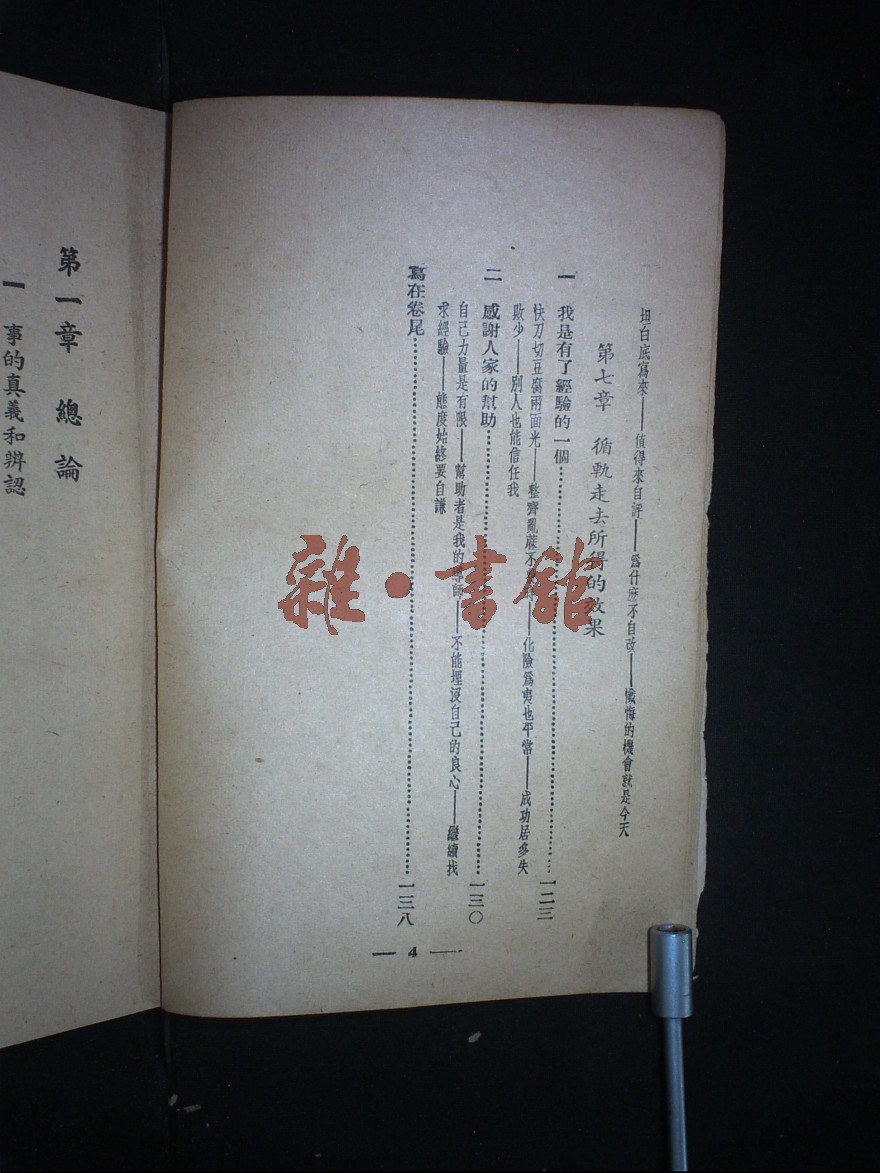 坦白底寫來——值得來自評——爲什麽不自改——懺悔的機會就是今天
第七章 循軌走去所得的效果
一 我是有了經驗的一個……一二三
快刀切豆腐兩面光——整齊亂蔴不——化險爲夷也平當——成功居多失
敗少——別人也能信任我
二 感謝人家的幫助……一三〇
自己力量是有限——幫助者是我的導師——不能埋沒自己的良心——繼續找
求經驗——態度始終要自謙
寫在卷尾……一三八
— 4 —
第一章 總論
一 事的真義和辨認
雜·書館